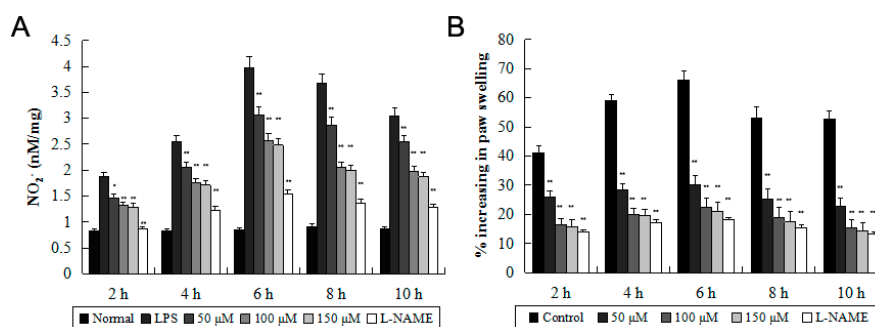 A
NO2· (nM/mg)
4.5
4
3.5
3
2.5
2
1.5
1
0.5
0
** ** ** **
* ** ** **
** ** ** **
** ** ** **
** ** ** **
2 h 4 h 6 h 8 h 10 h
Normal LPS 50 μM 100 μM 150 μM L-NAME
B
% increasing in paw swelling
80
70
60
50
40
30
20
10
0
** ** ** **
** ** ** **
** ** ** **
** ** ** **
** ** ** **
2 h 4 h 6 h 8 h 10 h
Control 50 μM 100 μM 150 μM L-NAME